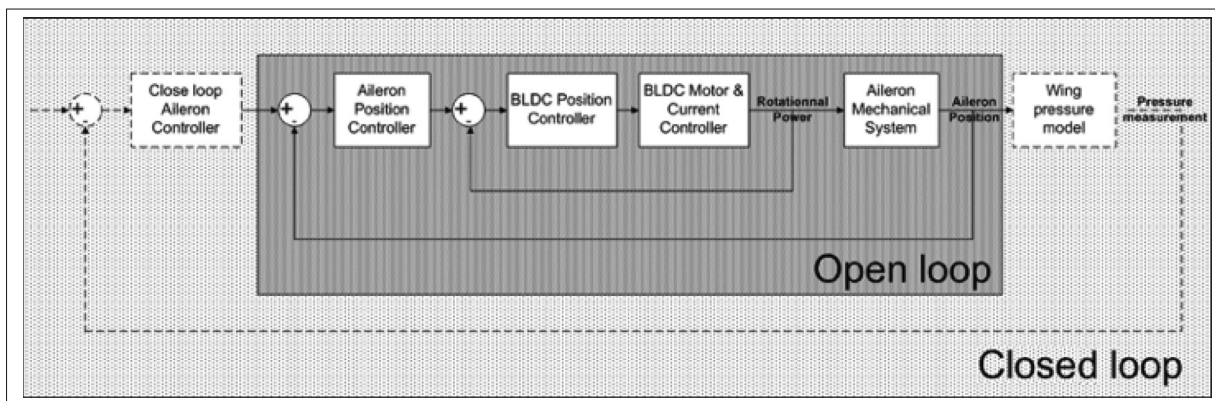 +
-
Close loop
Aileron
Controller
+
-
Aileron
Position
Controller
+
-
BLDC Position
Controller
BLDC Motor &
Current
Controller
Rotationnal
Power
Aileron
Mechanical
System
Aileron
Position
Wing
pressure
model
Pressure
measurement
Open loop
Closed loop